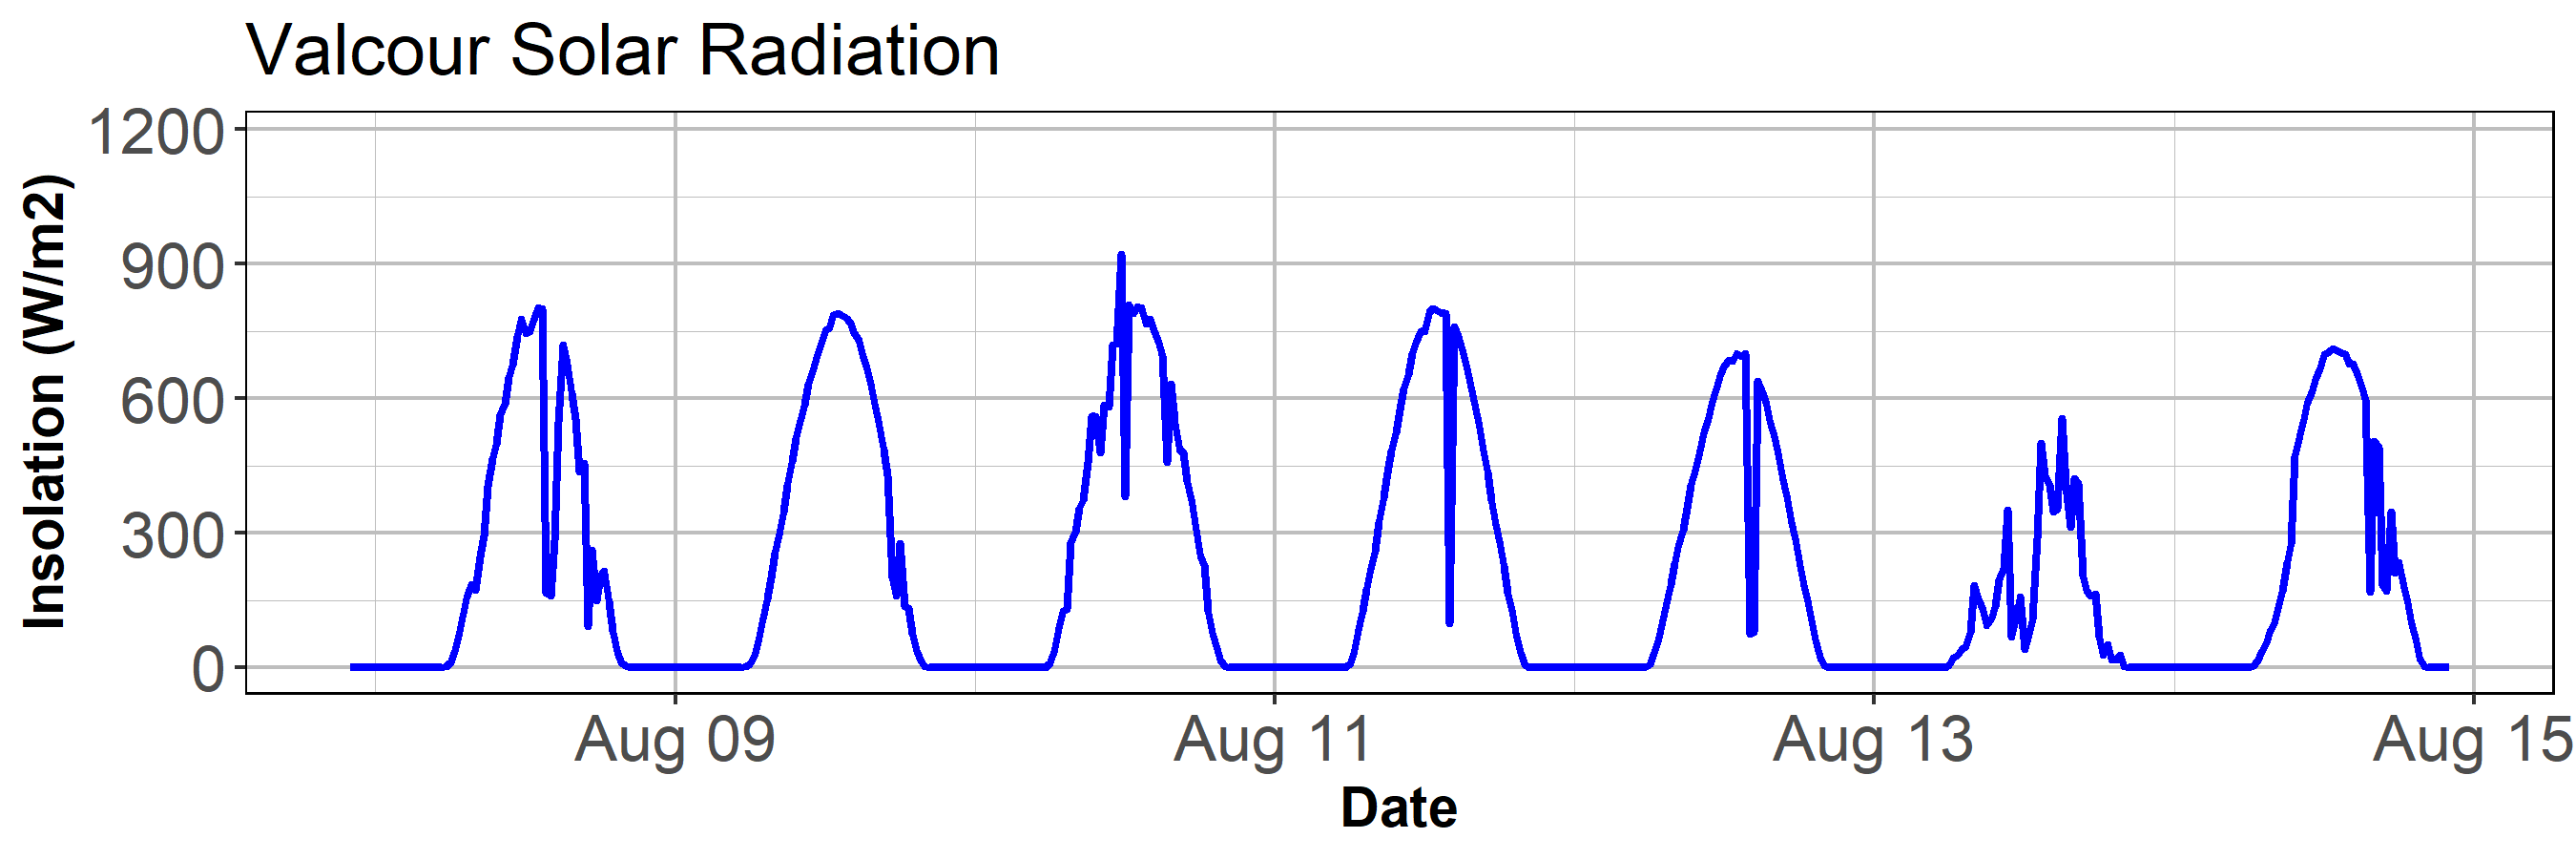 Valcour Solar Radiation
1200
900
600
300
0
Insolation (W/m2)
Aug 09
Aug 11
Aug 13
Aug 15
Date